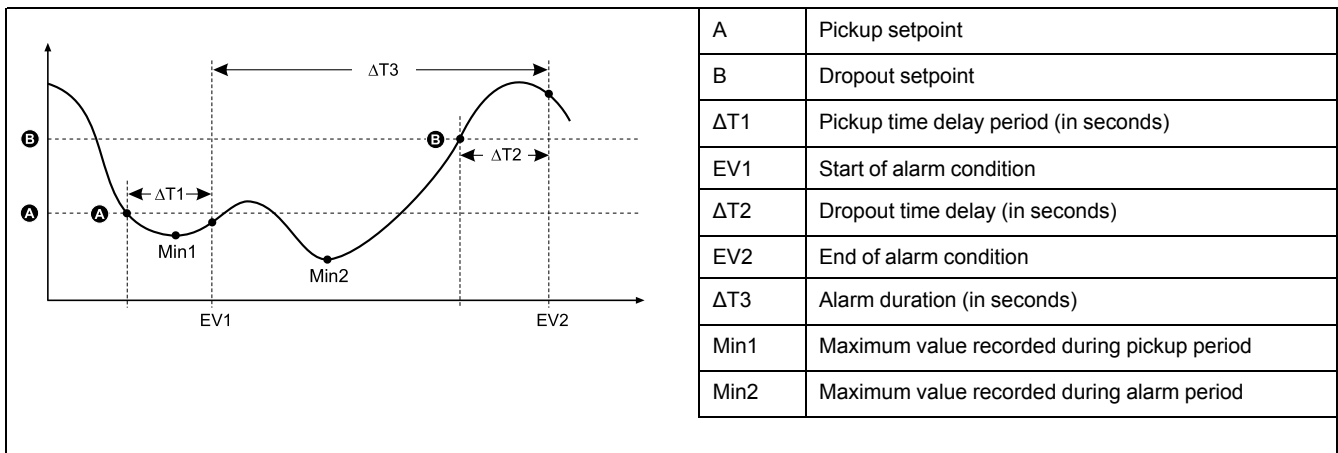 ΔT3
B
B
ΔT2
ΔT1
A
A
Min1
Min2
EV1
EV2
A Pickup setpoint
B Dropout setpoint
ΔT1 Pickup time delay period (in seconds)
EV1 Start of alarm condition
ΔT2 Dropout time delay (in seconds)
EV2 End of alarm condition
ΔT3 Alarm duration (in seconds)
Min1 Maximum value recorded during pickup period
Min2 Maximum value recorded during alarm period